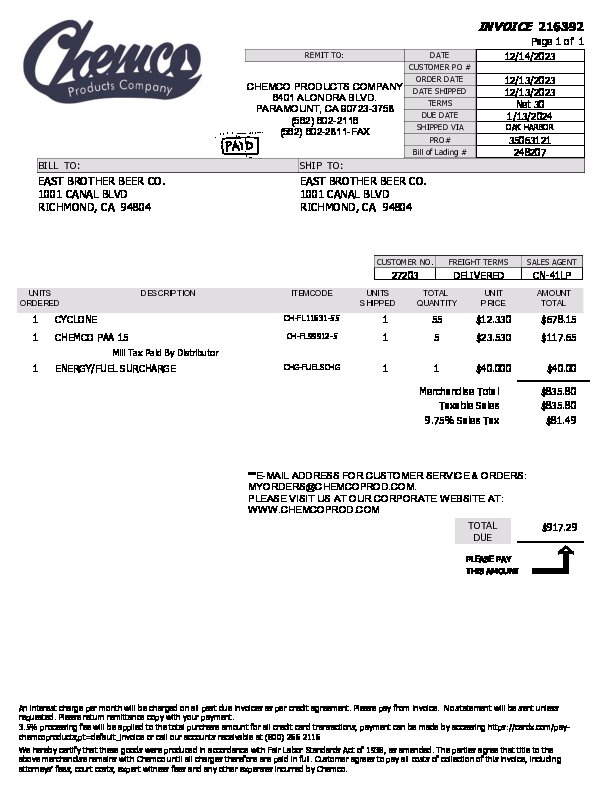 INVOICE 216392
Page 1 of 1
Chemco
Products Company
REMIT TO:
CHEMCO PRODUCTS COMPANY
6401 ALONDRA BLVD.
PARAMOUNT, CA 90723-3758
(562) 602-2116
(562) 602-2811-FAX
DATE 12/14/2023
CUSTOMER PO #
ORDER DATE 12/13/2023
DATE SHIPPED 12/13/2023
TERMS Net 30
DUE DATE 1/13/2024
SHIPPED VIA OAK HARBOR
PRO# 35063121
Bill of Lading # 248207
PAID
BILL TO: SHIP TO:
EAST BROTHER BEER CO. EAST BROTHER BEER CO.
1001 CANAL BLVD 1001 CANAL BLVD
RICHMOND, CA 94804 RICHMOND, CA 94804
CUSTOMER NO. FREIGHT TERMS SALES AGENT
27203 DELIVERED CN-41LP
UNITS ORDERED DESCRIPTION ITEMCODE UNITS SHIPPED TOTAL QUANTITY UNIT PRICE AMOUNT TOTAL
1 CYCLONE CH-FL11631-55 1 55 $12.330 $678.15
1 CHEMCO PAA 15 CH-FL99912-5 1 5 $23.530 $117.65
Mill Tax Paid By Distributor
1 ENERGY/FUEL SURCHARGE CHG-FUELSCHG 1 1 $40.000 $40.00
Merchandise Total $835.80
Taxable Sales $835.80
9.75% Sales Tax $81.49
**E-MAIL ADDRESS FOR CUSTOMER SERVICE & ORDERS:
MYORDERS@CHEMCOPROD.COM.
PLEASE VISIT US AT OUR CORPORATE WEBSITE AT:
WWW.CHEMCOPROD.COM
TOTAL DUE $917.29
PLEASE PAY
THIS AMOUNT
An interest charge per month will be charged on all past due invoices as per credit agreement. Please pay from invoice. No statement will be sent unless
requested. Please return remittance copy with your payment.
3.5% processing fee will be applied to the total purchase amount for all credit card transactions, payment can be made by accessing https://cardx.com/pay-
chemcoproducts,pt=default_invoice or call our accounts receivable at (800) 266 2116
We hereby certify that these goods were produced in accordance with Fair Labor Standards Act of 1938, as amended. The parties agree that title to the
above merchandise remains with Chemco until all charges therefore are paid in full. Customer agrees to pay all costs of collection of this invoice, including
attorneys' fees, court costs, expert witness fees and any other expenses incurred by Chemco.